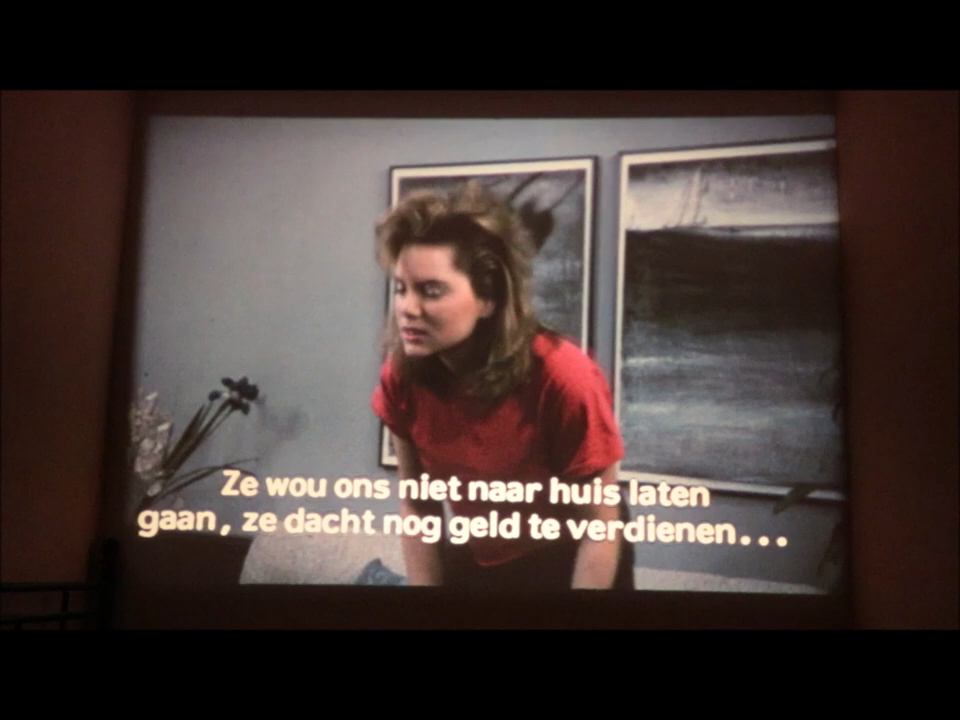 Ze wou ons niet naar huis laten
gaan, ze dacht nog geld te verdienen...